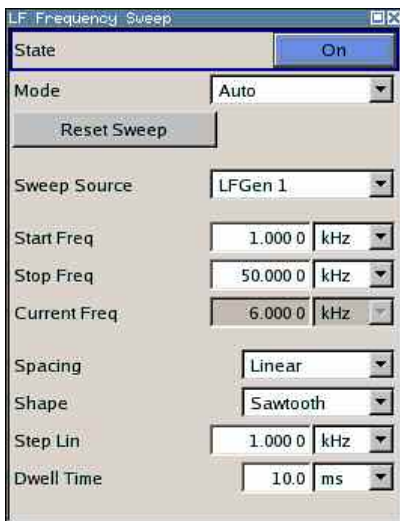 LF Frequency Sweep
State On
Mode Auto
Reset Sweep
Sweep Source LFGen 1
Start Freq 1.000 0 kHz
Stop Freq 50.000 0 kHz
Current Freq 6.000 0 kHz
Spacing Linear
Shape Sawtooth
Step Lin 1.000 0 kHz
Dwell Time 10.0 ms